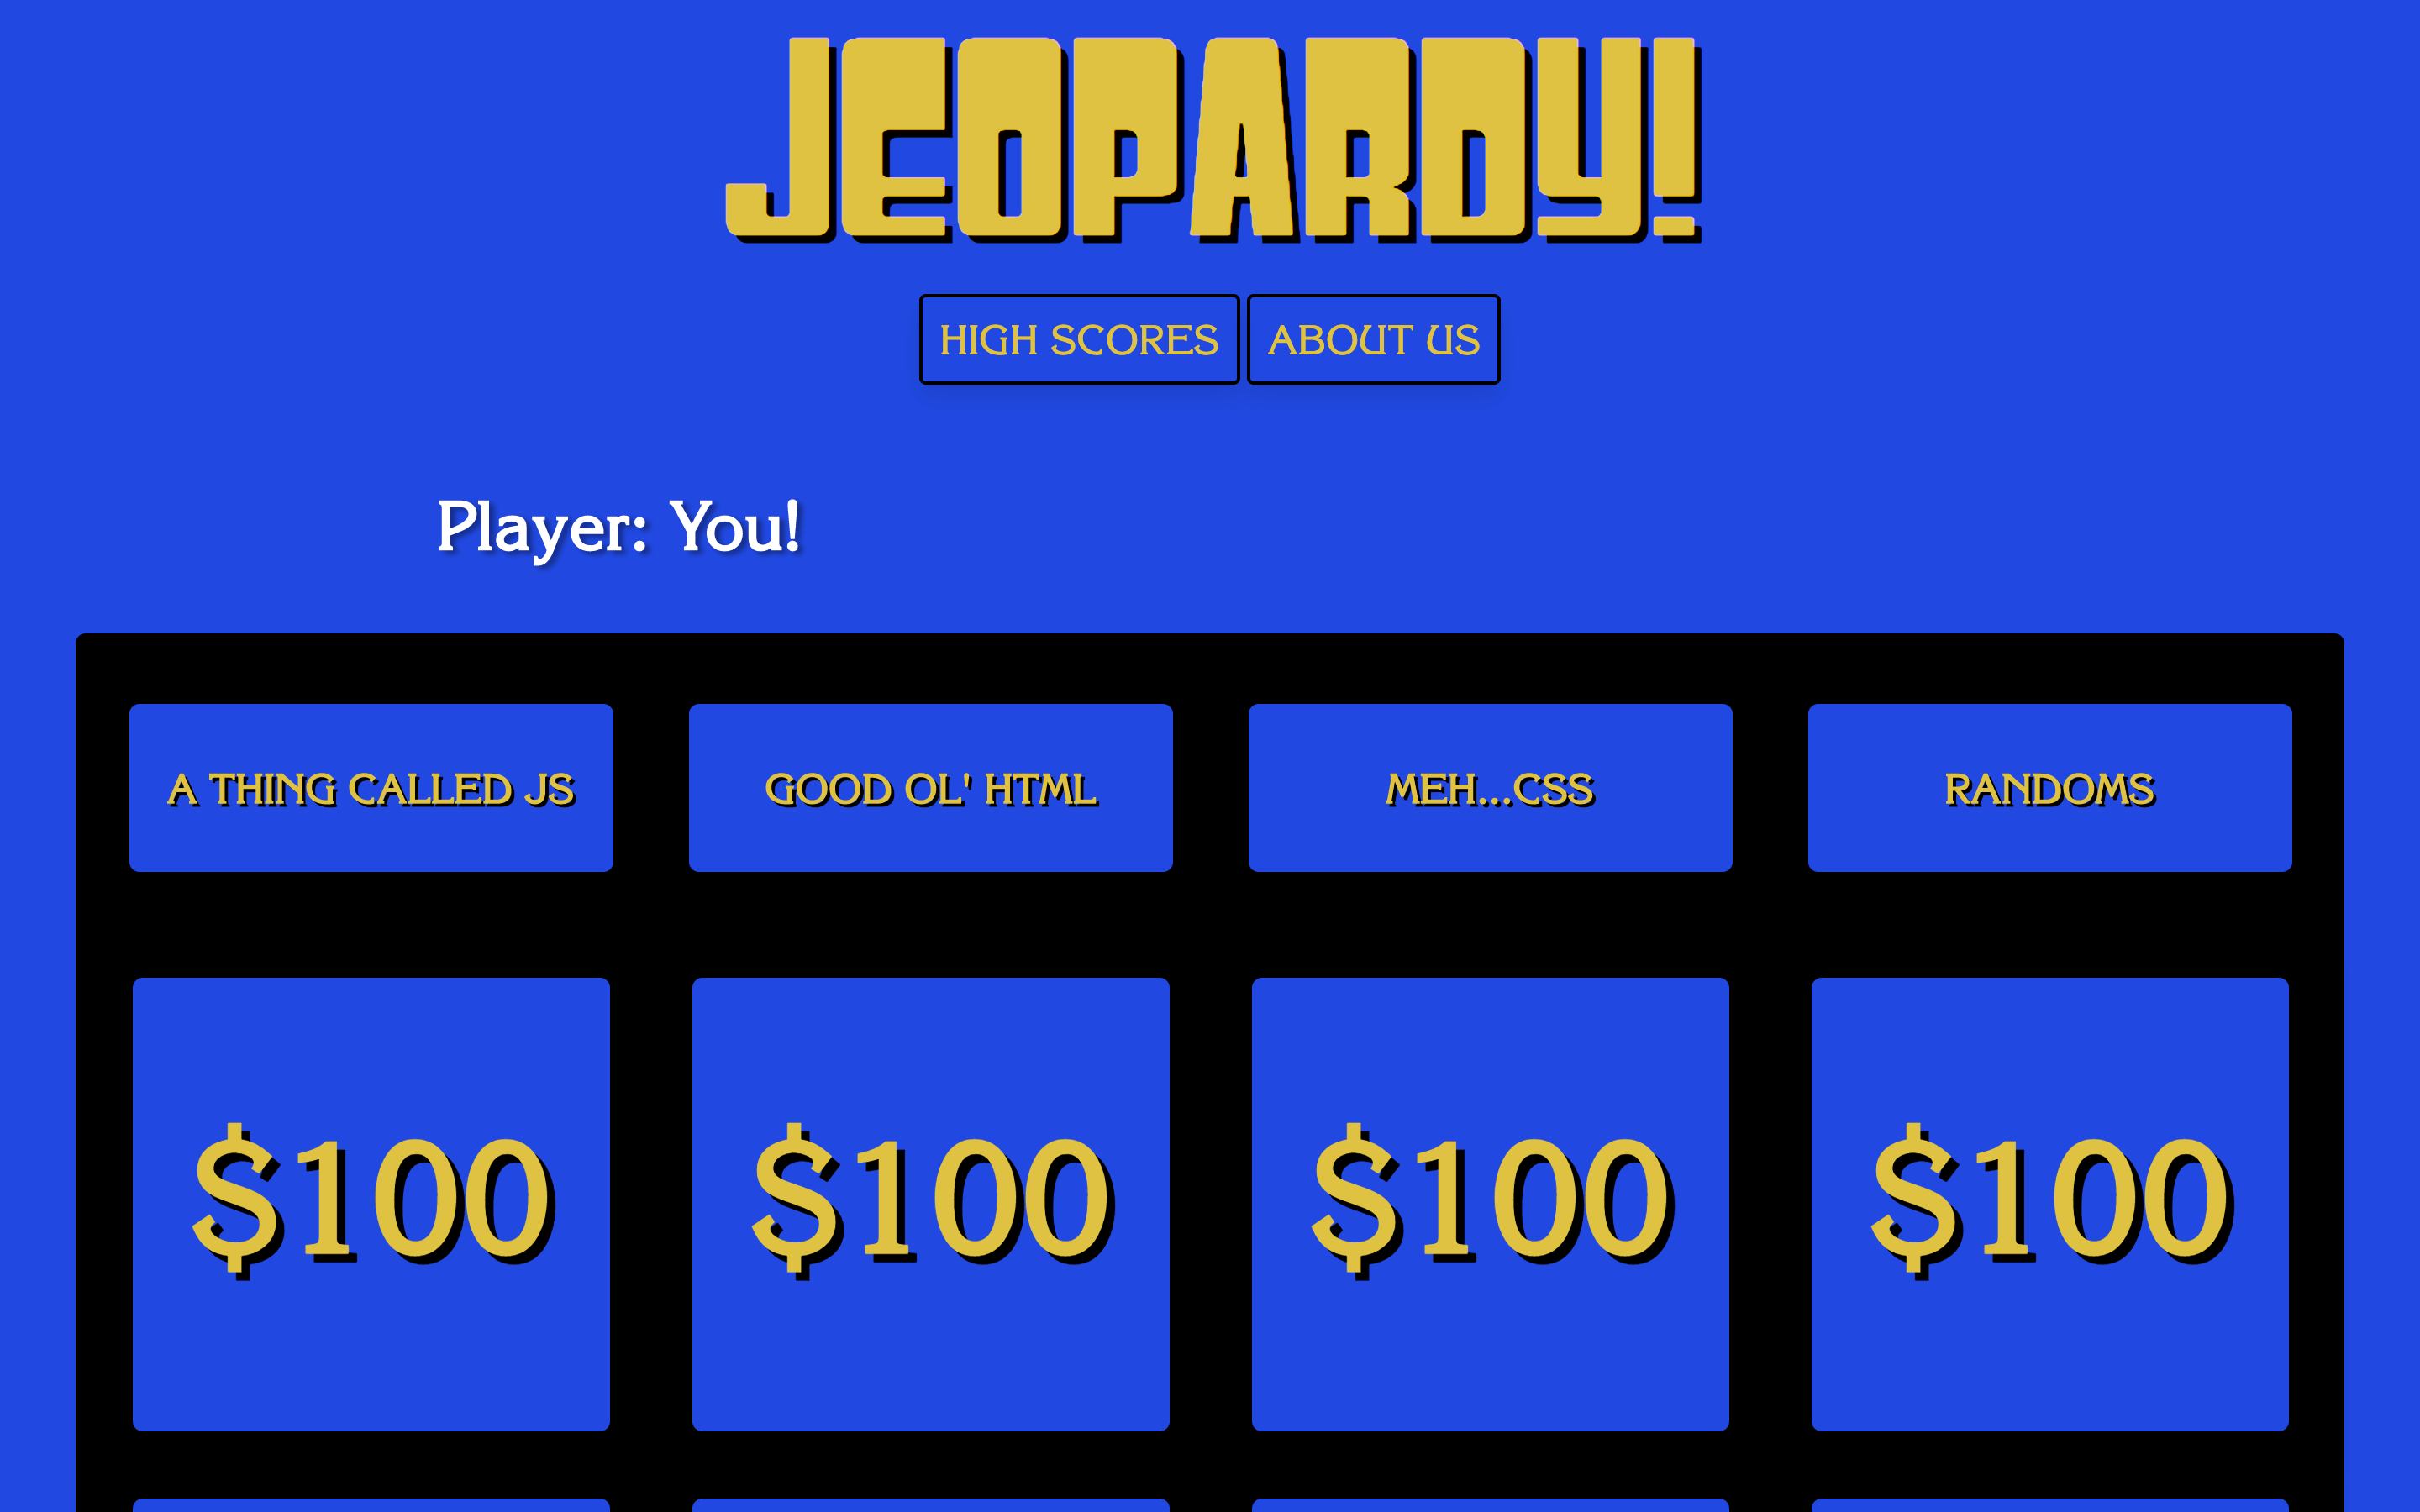 JEOPARDY!
HIGH SCORES ABOUT US
Player: You!
A THING CALLED JS GOOD OL' HTML MEH...CSS RANDOMS
$100 $100 $100 $100